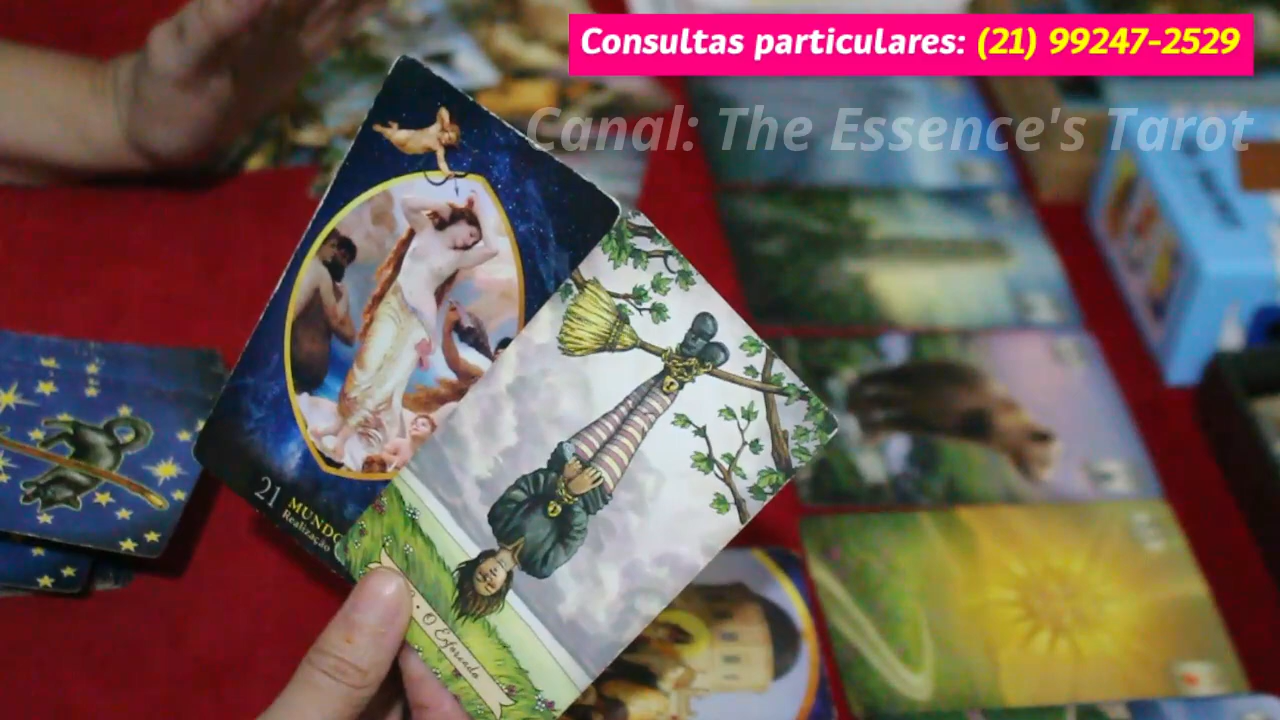 Consultas particulares: (21) 99247-2529
Canal: The Essence's Tarot
21 MUNDO
Realização
O Enforcado